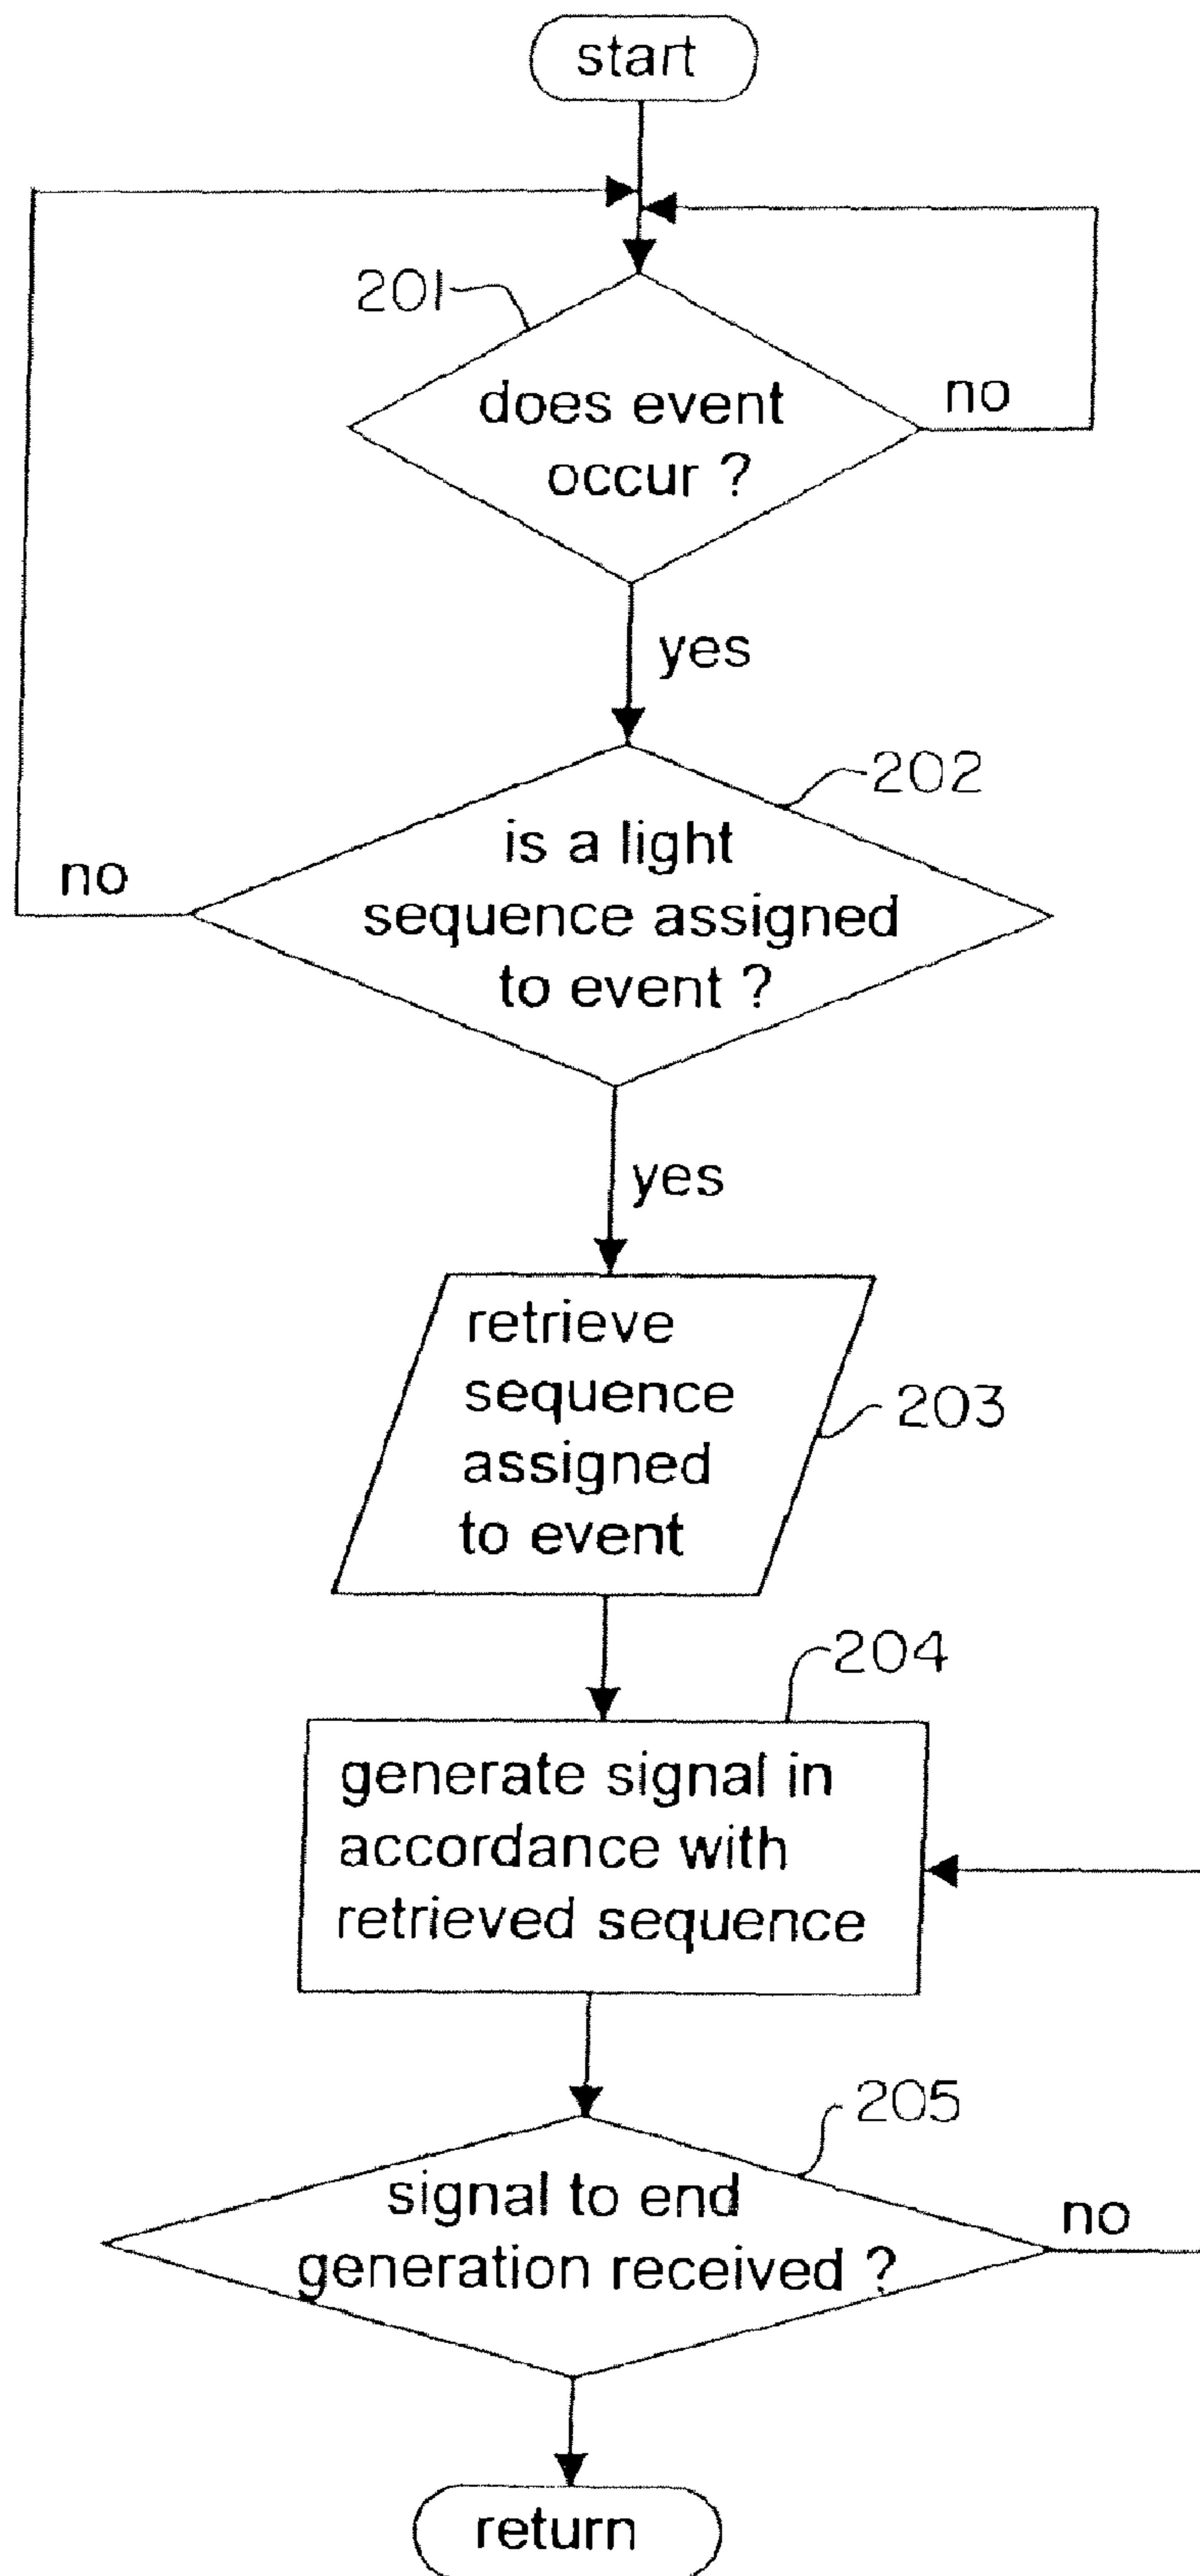 start
201
does event
occur ?
no
yes
202
is a light
sequence assigned
to event ?
no
yes
retrieve
sequence
assigned
to event
203
204
generate signal in
accordance with
retrieved sequence
205
signal to end
generation received ?
no
return